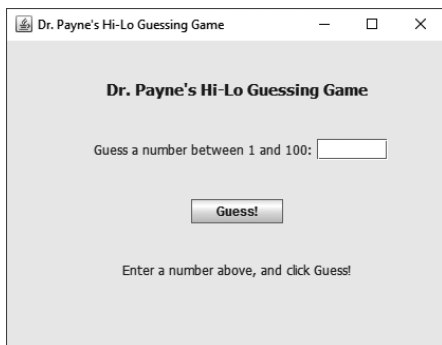 Dr. Payne's Hi-Lo Guessing Game
Dr. Payne's Hi-Lo Guessing Game
Guess a number between 1 and 100:
Guess!
Enter a number above, and click Guess!